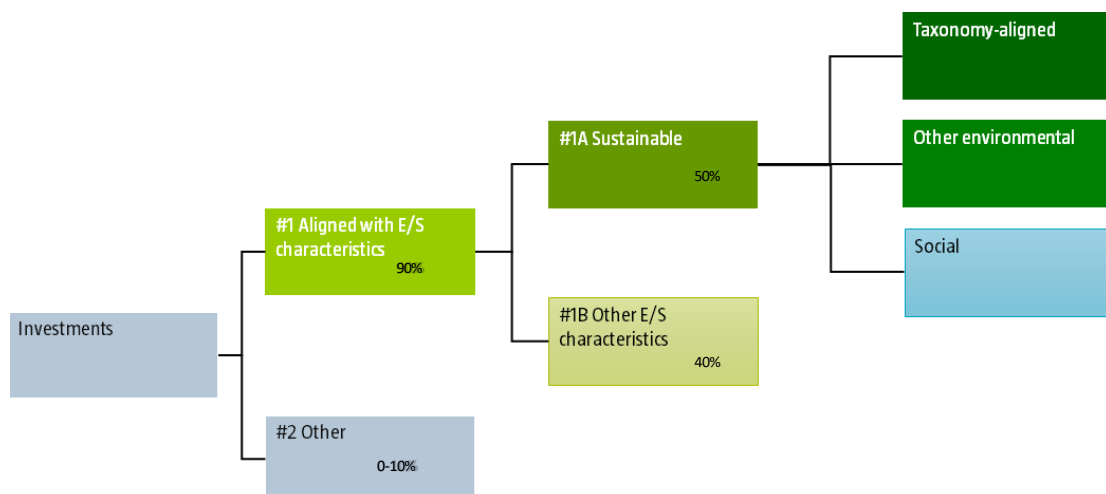 Taxonomy-aligned
#1A Sustainable
50%
Other environmental
#1 Aligned with E/S
characteristics
90%
Social
Investments
#1B Other E/S
characteristics
40%
#2 Other
0-10%